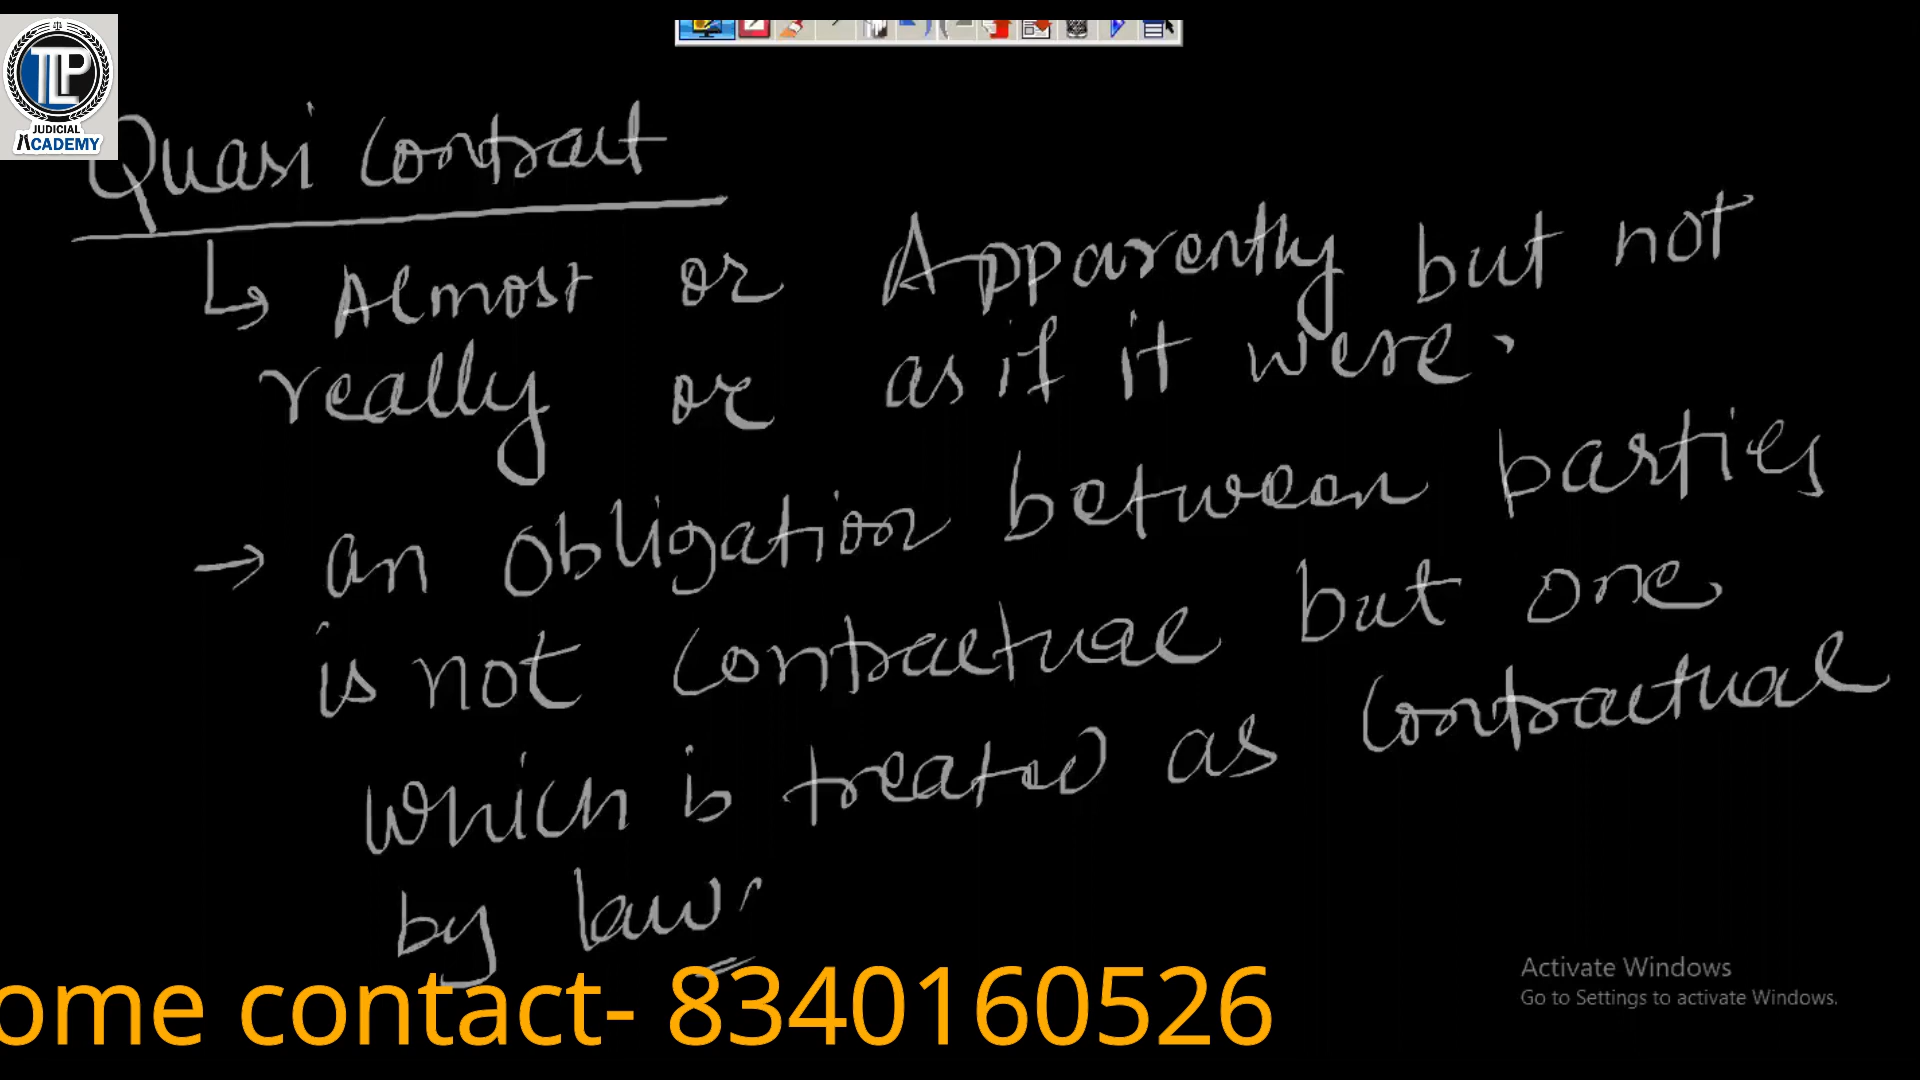 TLP
JUDICIAL
ACADEMY
Quasi Contract
↳ Almost or Apparently but not
really or as if it were.
→ an obligation between parties
is not contractual but one
which is treated as contractual
by law.
ome contact- 8340160526
Activate Windows
Go to Settings to activate Windows.